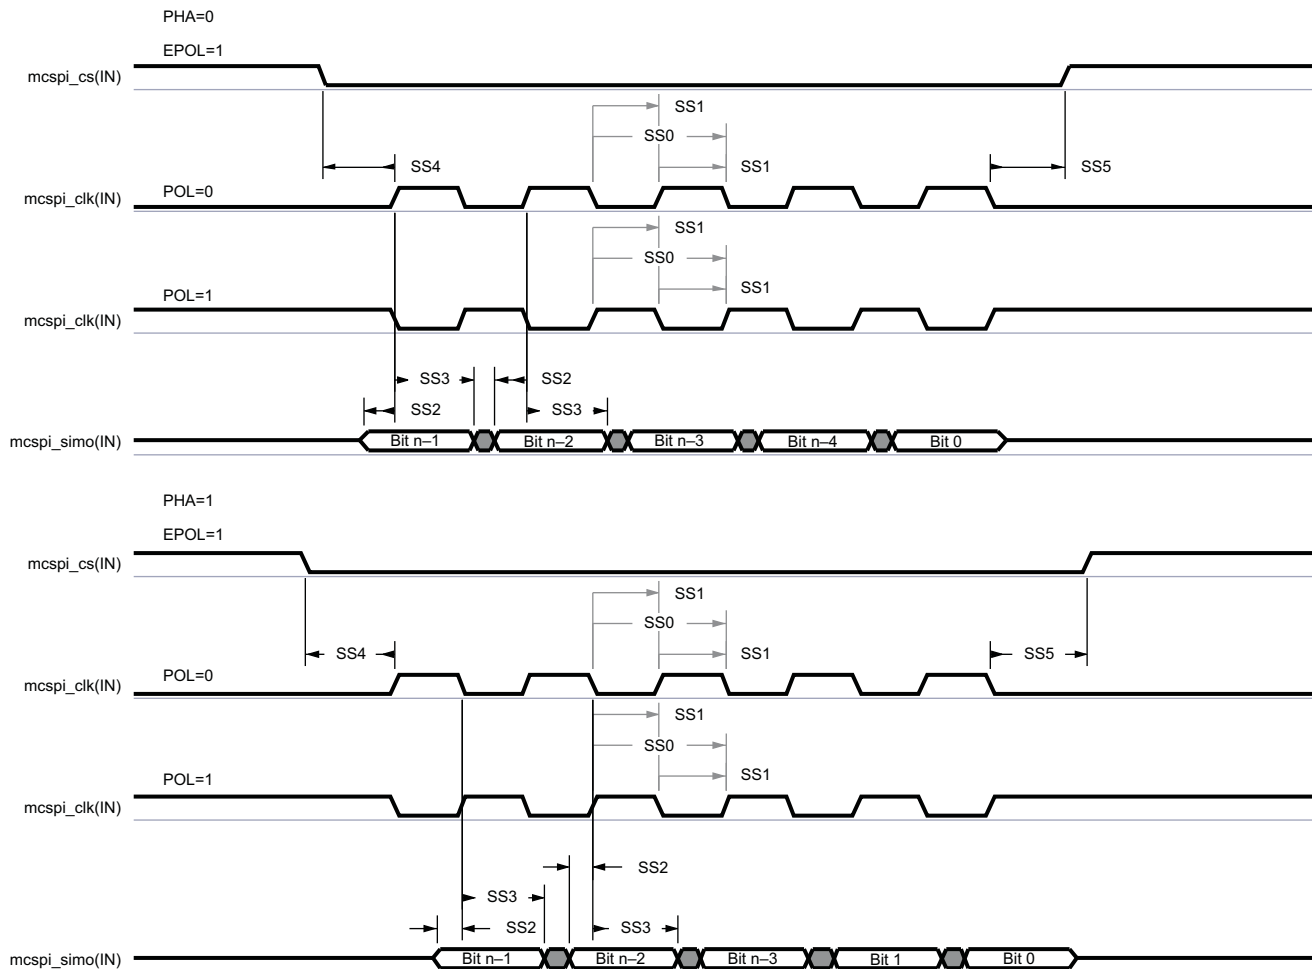 PHA=0
EPOL=1
mcspi_cs(IN)
SS1
SS0
SS1
SS4
SS5
POL=0
mcspi_clk(IN)
SS1
SS0
SS1
POL=1
mcspi_clk(IN)
SS3
SS2
SS2
SS3
mcspi_simo(IN)
Bit n–1
Bit n–2
Bit n–3
Bit n–4
Bit 0
PHA=1
EPOL=1
mcspi_cs(IN)
SS1
SS0
SS4
SS1
SS5
POL=0
mcspi_clk(IN)
SS1
SS0
POL=1
SS1
mcspi_clk(IN)
SS2
SS3
SS2
SS3
mcspi_simo(IN)
Bit n–1
Bit n–2
Bit n–3
Bit 1
Bit 0